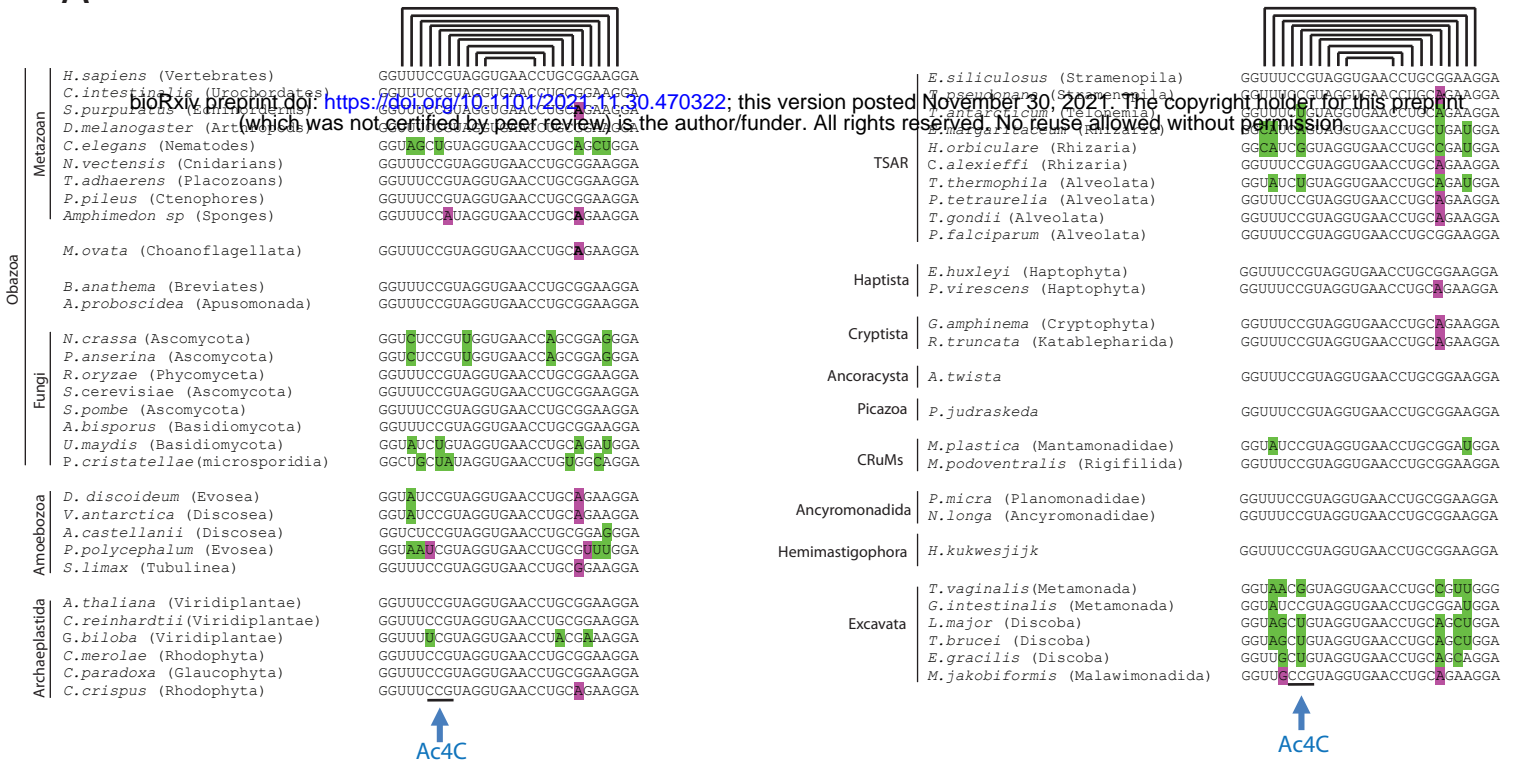 Metazoan
H.sapiens (Vertebrates) GGUUUCCGUAGGUGAACCUGCGGAAGGA
C.intestinalis (Urochordates)
bioRxiv preprint doi: https://doi.org/10.1101/2021.11.30.470322; this version posted November 30, 2021. The copyright holder for this preprint
S.purpuratus (Echinoderms)
(which was not certified by peer review) is the author/funder. All rights reserved. No reuse allowed without permission.
D.melanogaster (Arthropods)
C.elegans (Nematodes) GGUAGCUGUAGGUGAACCUGCAGCUGGA
N.vectensis (Cnidarians) GGUUUCCGUAGGUGAACCUGCGGAAGGA
T.adhaerens (Placozoans) GGUUUCCGUAGGUGAACCUGCGGAAGGA
P.pileus (Ctenophores) GGUUUCCGUAGGUGAACCUGCGGAAGGA
Amphimedon sp (Sponges) GGUUUCCAUAGGUGAACCUGCAGAAGGA
Obazoa
M.ovata (Choanoflagellata) GGUUUCCGUAGGUGAACCUGCAGAAGGA
B.anathema (Breviates) GGUUUCCGUAGGUGAACCUGCGGAAGGA
A.proboscidea (Apusomonada) GGUUUCCGUAGGUGAACCUGCGGAAGGA
Fungi
N.crassa (Ascomycota) GGUCUCCGUUGGUGAACCAGCGGAGGGA
P.anserina (Ascomycota) GGUCUCCGUUGGUGAACCAGCGGAGGGA
R.oryzae (Phycomyceta) GGUUUCCGUAGGUGAACCUGCGGAAGGA
S.cerevisiae (Ascomycota) GGUUUCCGUAGGUGAACCUGCGGAAGGA
S.pombe (Ascomycota) GGUUUCCGUAGGUGAACCUGCGGAAGGA
A.bisporus (Basidiomycota) GGUUUCCGUAGGUGAACCUGCGGAAGGA
U.maydis (Basidiomycota) GGUAUCUGUAGGUGAACCUGCAGAUGGA
P.cristatellae(microsporidia) GGCUGCUAUAGGUGAACCUGUGGCAGGA
Amoebozoa
D. discoideum (Evosea) GGUAUCCGUAGGUGAACCUGCAGAAGGA
V.antarctica (Discosea) GGUAUCCGUAGGUGAACCUGCAGAAGGA
A.castellanii (Discosea) GGUCUCCGUAGGUGAACCUGCGGAGGGA
P.polycephalum (Evosea) GGUAAUCGUAGGUGAACCUGCGUUUGGA
S.limax (Tubulinea) GGUUUCCGUAGGUGAACCUGCGGAAGGA
Archaeplastida
A.thaliana (Viridiplantae) GGUUUCCGUAGGUGAACCUGCGGAAGGA
C.reinhardtii(Viridiplantae) GGUUUCCGUAGGUGAACCUGCGGAAGGA
G.biloba (Viridiplantae) GGUUUUCGUAGGUGAACCUACGAAAGGA
C.merolae (Rhodophyta) GGUUUCCGUAGGUGAACCUGCGGAAGGA
C.paradoxa (Glaucophyta) GGUUUCCGUAGGUGAACCUGCGGAAGGA
C.crispus (Rhodophyta) GGUUUCCGUAGGUGAACCUGCAGAAGGA
Ac4C
TSAR
E.siliculosus (Stramenopila) GGUUUCCGUAGGUGAACCUGCGGAAGGA
T.pseudonana (Stramenopila)
T.antarcticum (Telonemia)
B.margaritaceum (Rhizaria)
H.orbiculare (Rhizaria) GGCAUCGGUAGGUGAACCUGCCGAUGGA
C.alexieffi (Rhizaria) GGUUUCCGUAGGUGAACCUGCAGAAGGA
T.thermophila (Alveolata) GGUAUCUGUAGGUGAACCUGCAGAUGGA
P.tetraurelia (Alveolata) GGUUUCCGUAGGUGAACCUGCAGAAGGA
T.gondii (Alveolata) GGUUUCCGUAGGUGAACCUGCAGAAGGA
P.falciparum (Alveolata) GGUUUCCGUAGGUGAACCUGCGGAAGGA
Haptista
E.huxleyi (Haptophyta) GGUUUCCGUAGGUGAACCUGCGGAAGGA
P.virescens (Haptophyta) GGUUUCCGUAGGUGAACCUGCAGAAGGA
Cryptista
G.amphinema (Cryptophyta) GGUUUCCGUAGGUGAACCUGCAGAAGGA
R.truncata (Katablepharida) GGUUUCCGUAGGUGAACCUGCAGAAGGA
Ancoracysta A.twista GGUUUCCGUAGGUGAACCUGCGGAAGGA
Picazoa P.judraskeda GGUUUCCGUAGGUGAACCUGCGGAAGGA
CRuMs
M.plastica (Mantamonadidae) GGUAUCCGUAGGUGAACCUGCGGAUGGA
M.podoventralis (Rigifilida) GGUUUCCGUAGGUGAACCUGCGGAAGGA
Ancyromonadida
P.micra (Planomonadidae) GGUUUCCGUAGGUGAACCUGCGGAAGGA
N.longa (Ancyromonadidae) GGUUUCCGUAGGUGAACCUGCGGAAGGA
Hemimastigophora H.kukwesjijk GGUUUCCGUAGGUGAACCUGCGGAAGGA
Excavata
T.vaginalis(Metamonada) GGUAACGGUAGGUGAACCUGCCGUUGGG
G.intestinalis (Metamonada) GGUAUCCGUAGGUGAACCUGCGGAUGGA
L.major (Discoba) GGUAGCUGUAGGUGAACCUGCAGCUGGA
T.brucei (Discoba) GGUAGCUGUAGGUGAACCUGCAGCUGGA
E.gracilis (Discoba) GGUUGCUGUAGGUGAACCUGCAGCAGGA
M.jakobiformis (Malawimonadida) GGUUGCCGUAGGUGAACCUGCAGAAGGA
Ac4C